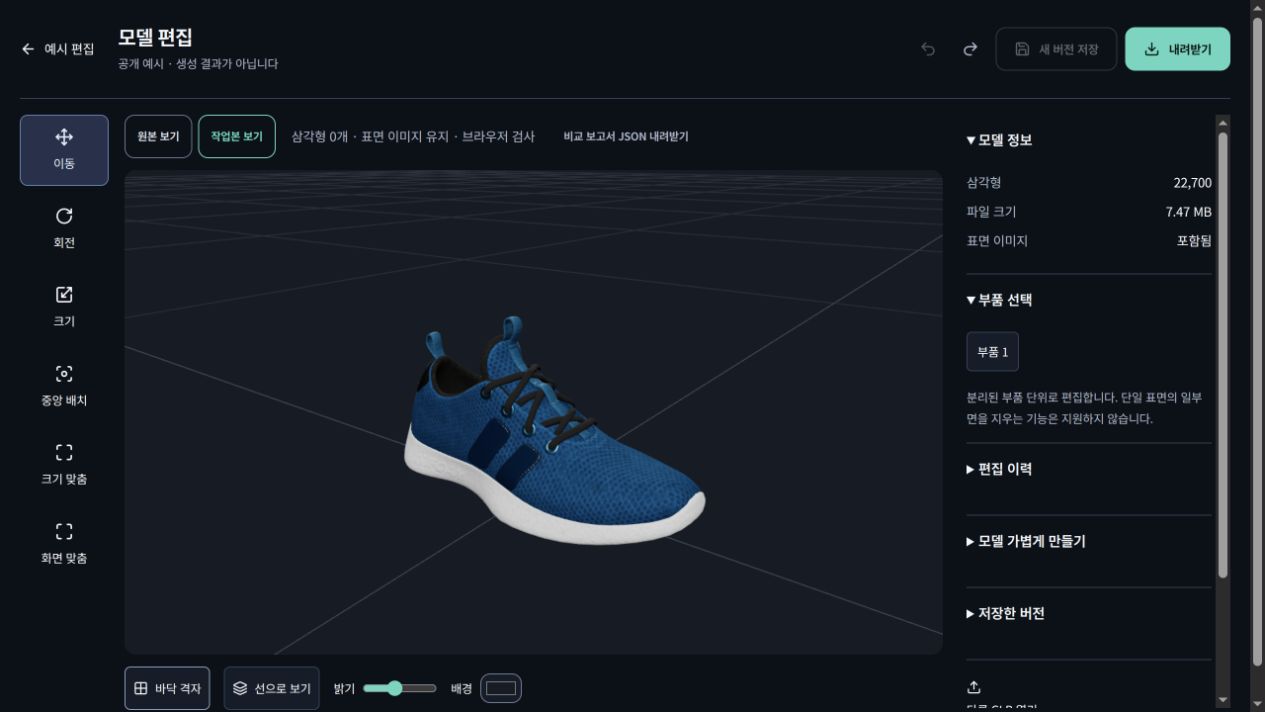 예시 편집
모델 편집
공개 예시 · 생성 결과가 아닙니다
새 버전 저장
내려받기
이동
회전
크기
중앙 배치
크기 맞춤
화면 맞춤
원본 보기
작업본 보기
삼각형 0개 · 표면 이미지 유지 · 브라우저 검사
비교 보고서 JSON 내려받기
모델 정보
삼각형 22,700
파일 크기 7.47 MB
표면 이미지 포함됨
부품 선택
부품 1
분리된 부품 단위로 편집합니다. 단일 표면의 일부
면을 지우는 기능은 지원하지 않습니다.
편집 이력
모델 가볍게 만들기
저장한 버전
바닥 격자
선으로 보기
밝기
배경